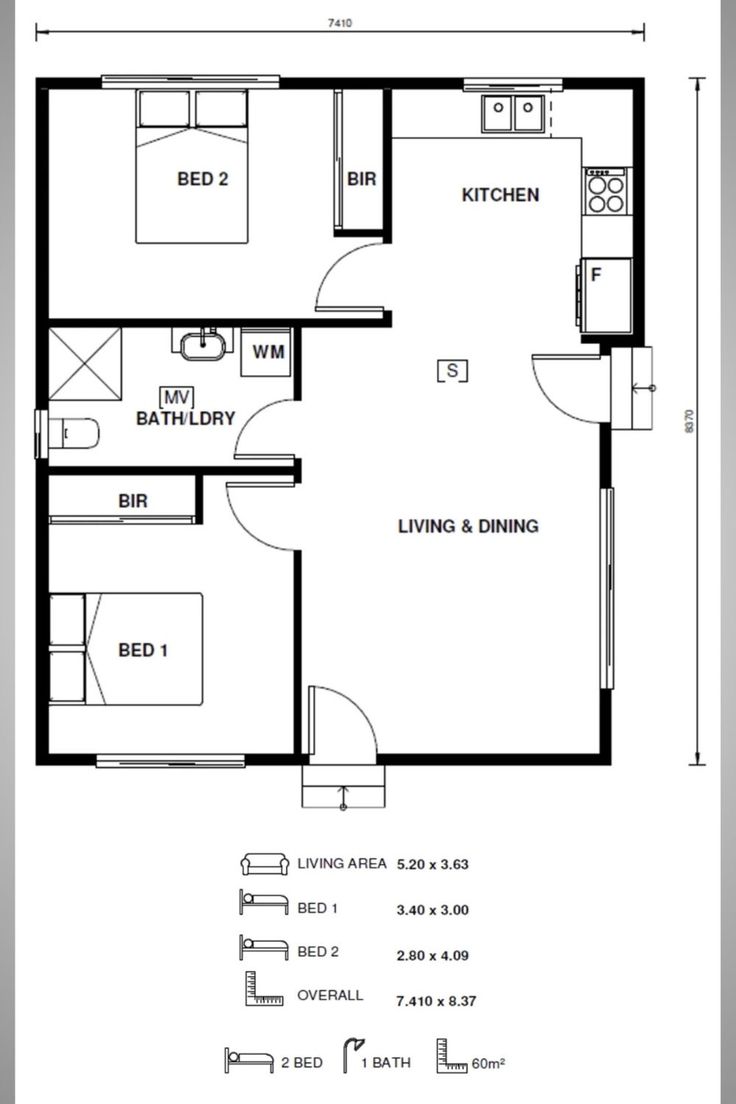 7410
BED 2
BIR
KITCHEN
F
WM
S
MV
BATH/LDRY
8370
BIR
LIVING & DINING
BED 1
LIVING AREA 5.20 x 3.63
BED 1 3.40 x 3.00
BED 2 2.80 x 4.09
OVERALL 7.410 x 8.37
2 BED 1 BATH 60m²